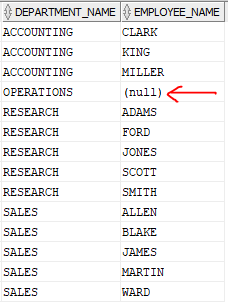 DEPARTMENT_NAME EMPLOYEE_NAME
ACCOUNTING CLARK
ACCOUNTING KING
ACCOUNTING MILLER
OPERATIONS (null)
RESEARCH ADAMS
RESEARCH FORD
RESEARCH JONES
RESEARCH SCOTT
RESEARCH SMITH
SALES ALLEN
SALES BLAKE
SALES JAMES
SALES MARTIN
SALES WARD